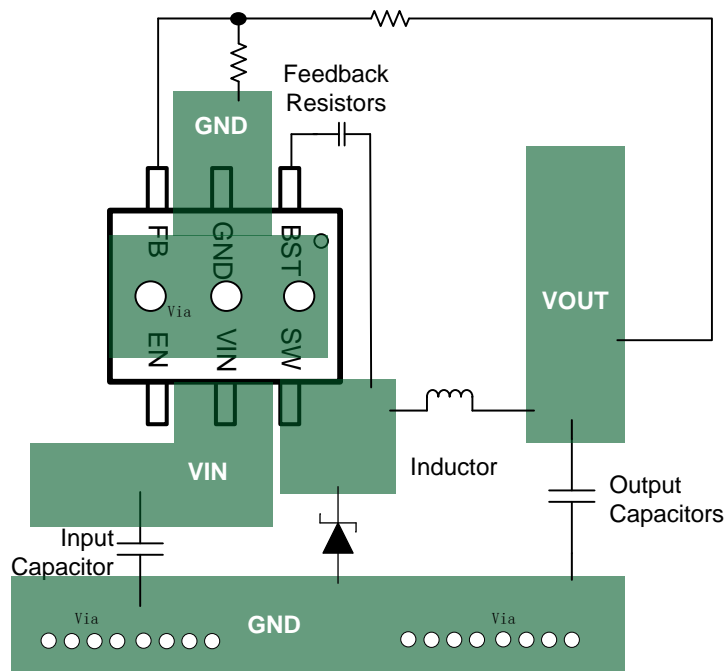 Feedback
Resistors
GND
FB
GND
BST
VOUT
Via
EN
VIN
SW
VIN
Inductor
Output
Capacitors
Input
Capacitor
Via
GND
Via